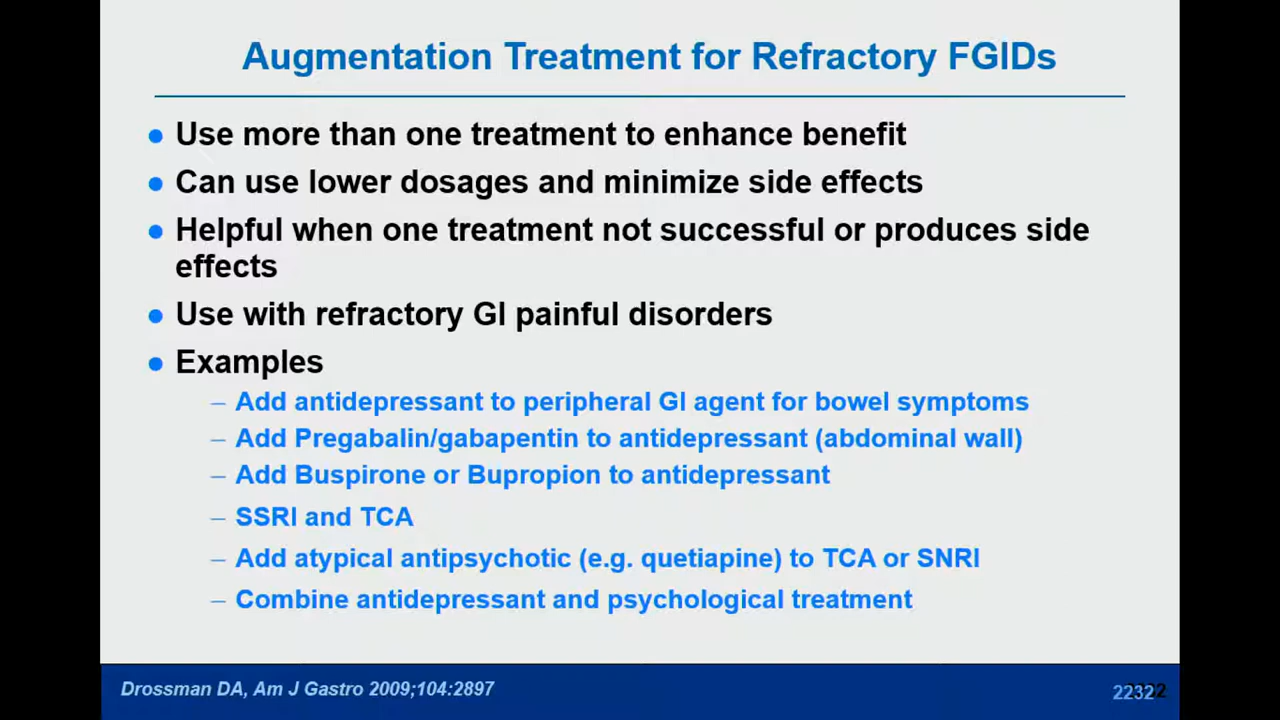 Augmentation Treatment for Refractory FGIDs
● Use more than one treatment to enhance benefit
● Can use lower dosages and minimize side effects
● Helpful when one treatment not successful or produces side
effects
● Use with refractory GI painful disorders
● Examples
– Add antidepressant to peripheral GI agent for bowel symptoms
– Add Pregabalin/gabapentin to antidepressant (abdominal wall)
– Add Buspirone or Bupropion to antidepressant
– SSRI and TCA
– Add atypical antipsychotic (e.g. quetiapine) to TCA or SNRI
– Combine antidepressant and psychological treatment
Drossman DA, Am J Gastro 2009;104:2897